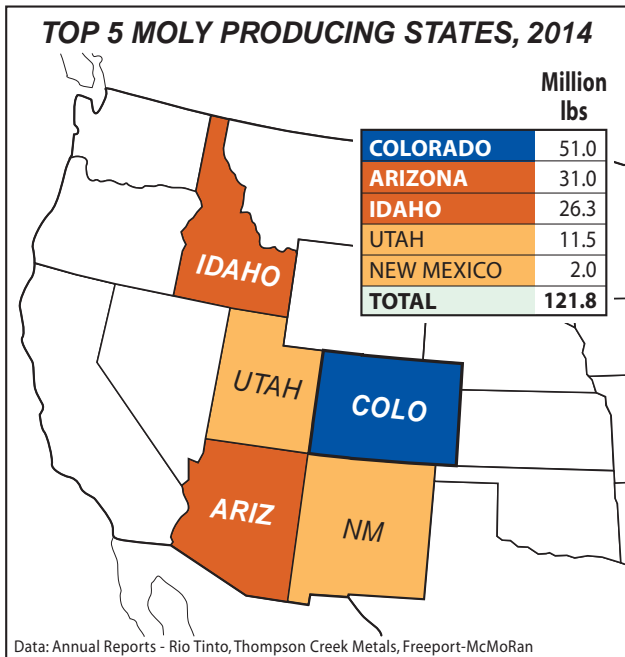 TOP 5 MOLY PRODUCING STATES, 2014
Million
lbs
COLORADO 51.0
ARIZONA 31.0
IDAHO 26.3
UTAH 11.5
NEW MEXICO 2.0
TOTAL 121.8
IDAHO
UTAH
COLO
ARIZ
NM
Data: Annual Reports - Rio Tinto, Thompson Creek Metals, Freeport-McMoRan